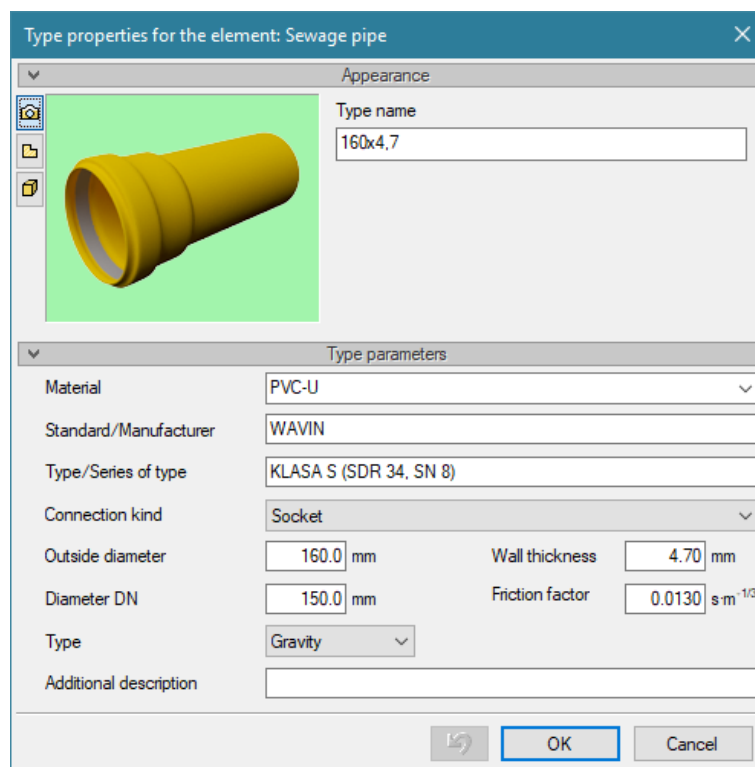 Type properties for the element: Sewage pipe
Appearance
Type name
160x4,7
Type parameters
Material PVC-U
Standard/Manufacturer WAVIN
Type/Series of type KLASA S (SDR 34, SN 8)
Connection kind Socket
Outside diameter 160.0 mm Wall thickness 4.70 mm
Diameter DN 150.0 mm Friction factor 0.0130 s·m⁻¹/³
Type Gravity
Additional description
OK Cancel